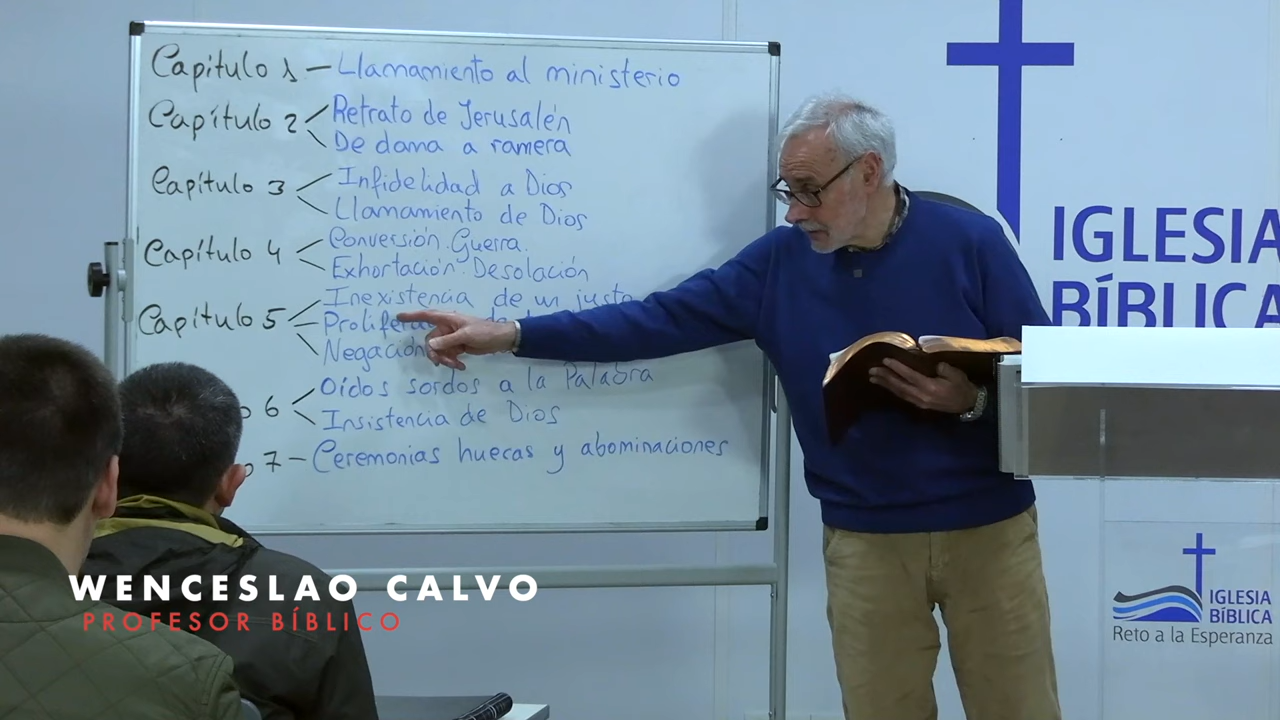 Capítulo 1 - Llamamiento al ministerio
Capítulo 2 Retrato de Jerusalén
De dama a ramera
Capítulo 3 Infidelidad a Dios
Llamamiento de Dios
Capítulo 4 Conversión. Guerra.
Exhortación. Desolación
Capítulo 5 Inexistencia de un justo
Negación
6 Oídos sordos a la Palabra
Insistencia de Dios
7 - Ceremonias huecas y abominaciones
IGLESIA
BÍBLICA
WENCESLAO CALVO
PROFESOR BÍBLICO
IGLESIA
BÍBLICA
Reto a la Esperanza